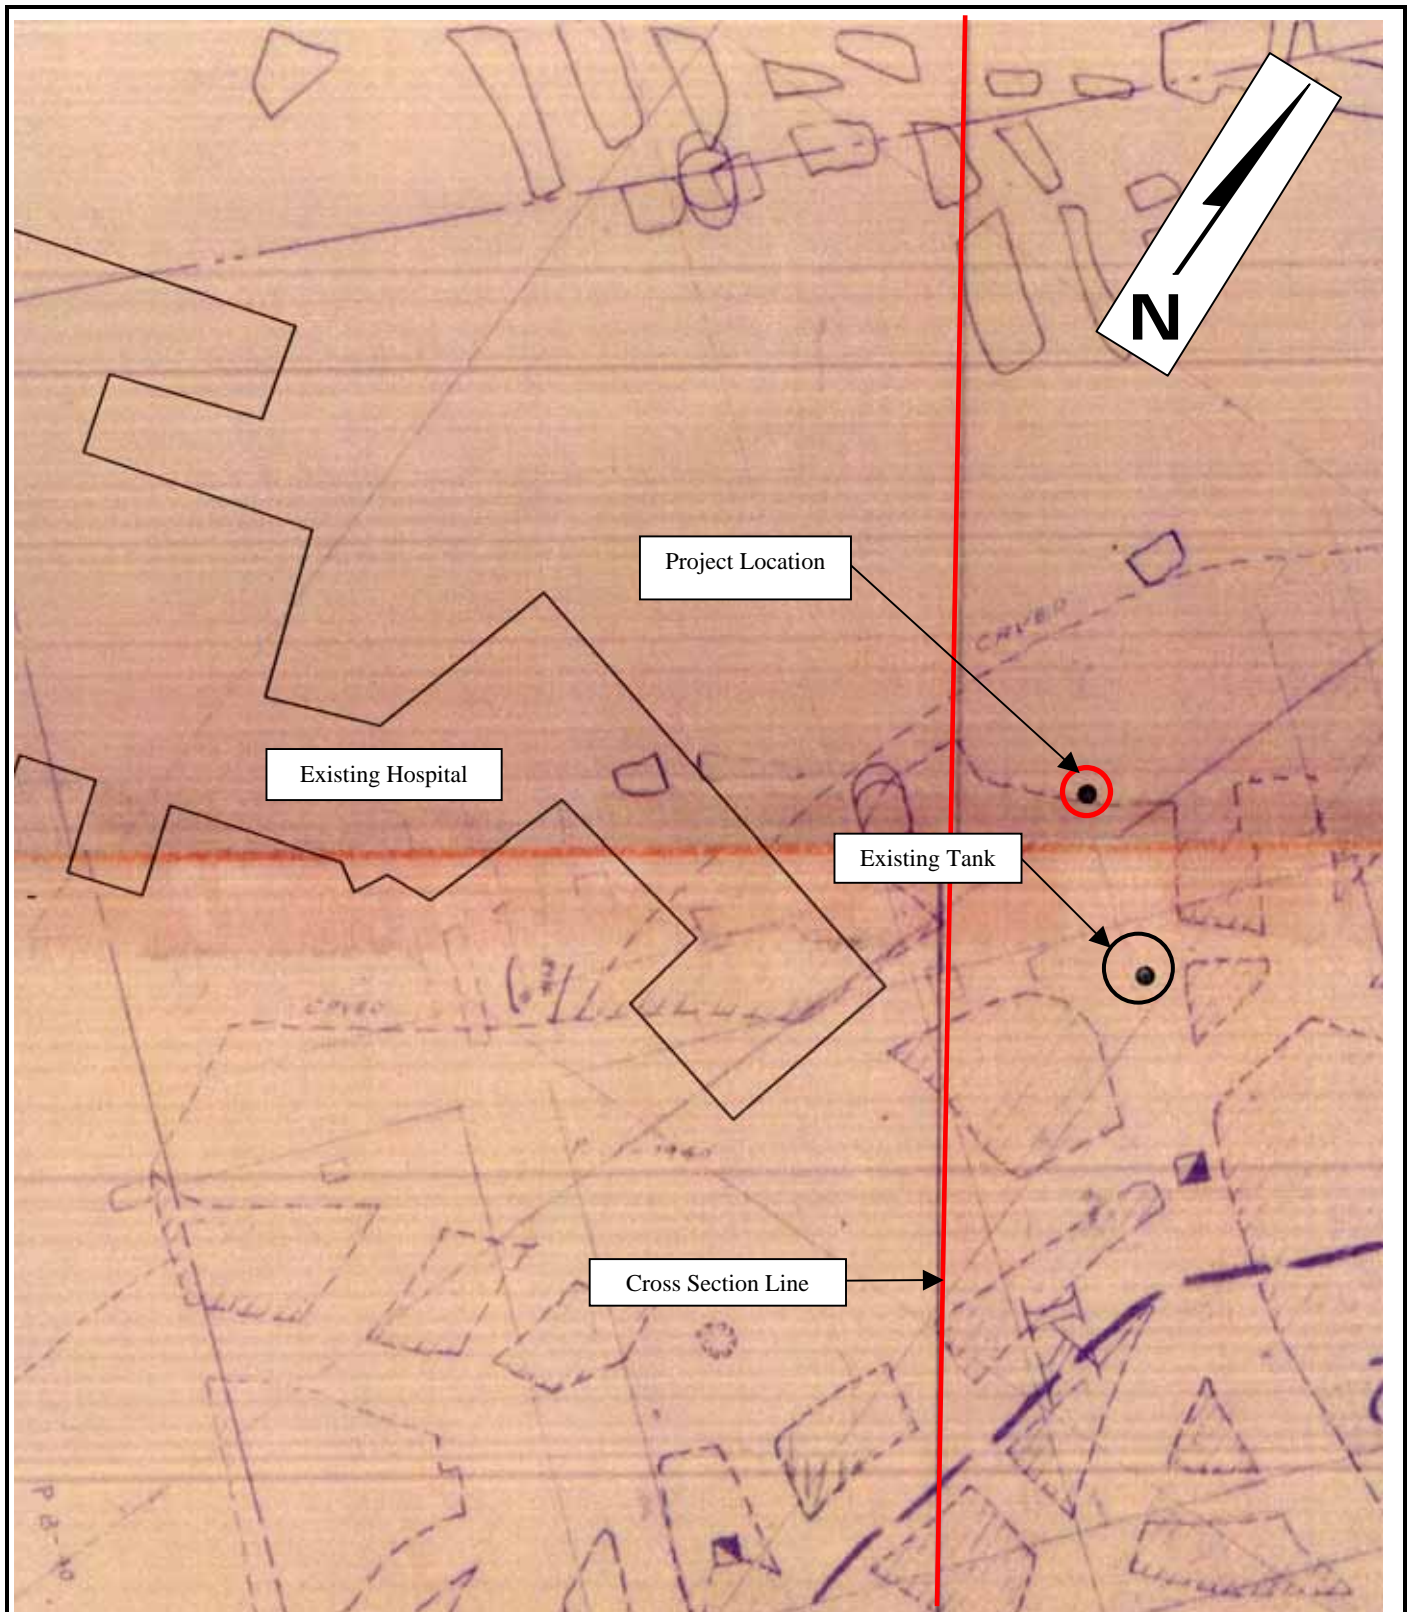 N
Project Location
CAVED
Existing Hospital
Existing Tank
CAVED
Cross Section Line